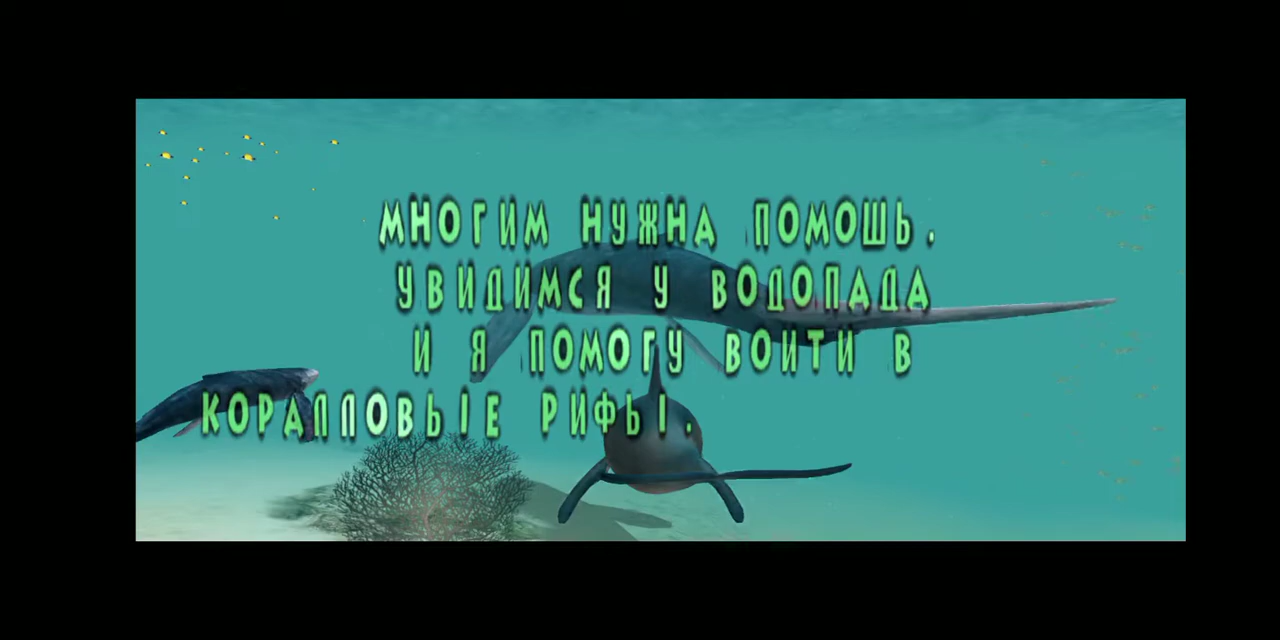 МНОГИМ НУЖНА ПОМОШЬ.
УВИДИМСЯ У ВОДОПАДА
И Я ПОМОГУ ВОЙТИ В
КОРАЛЛОВЫЕ РИФЫ.